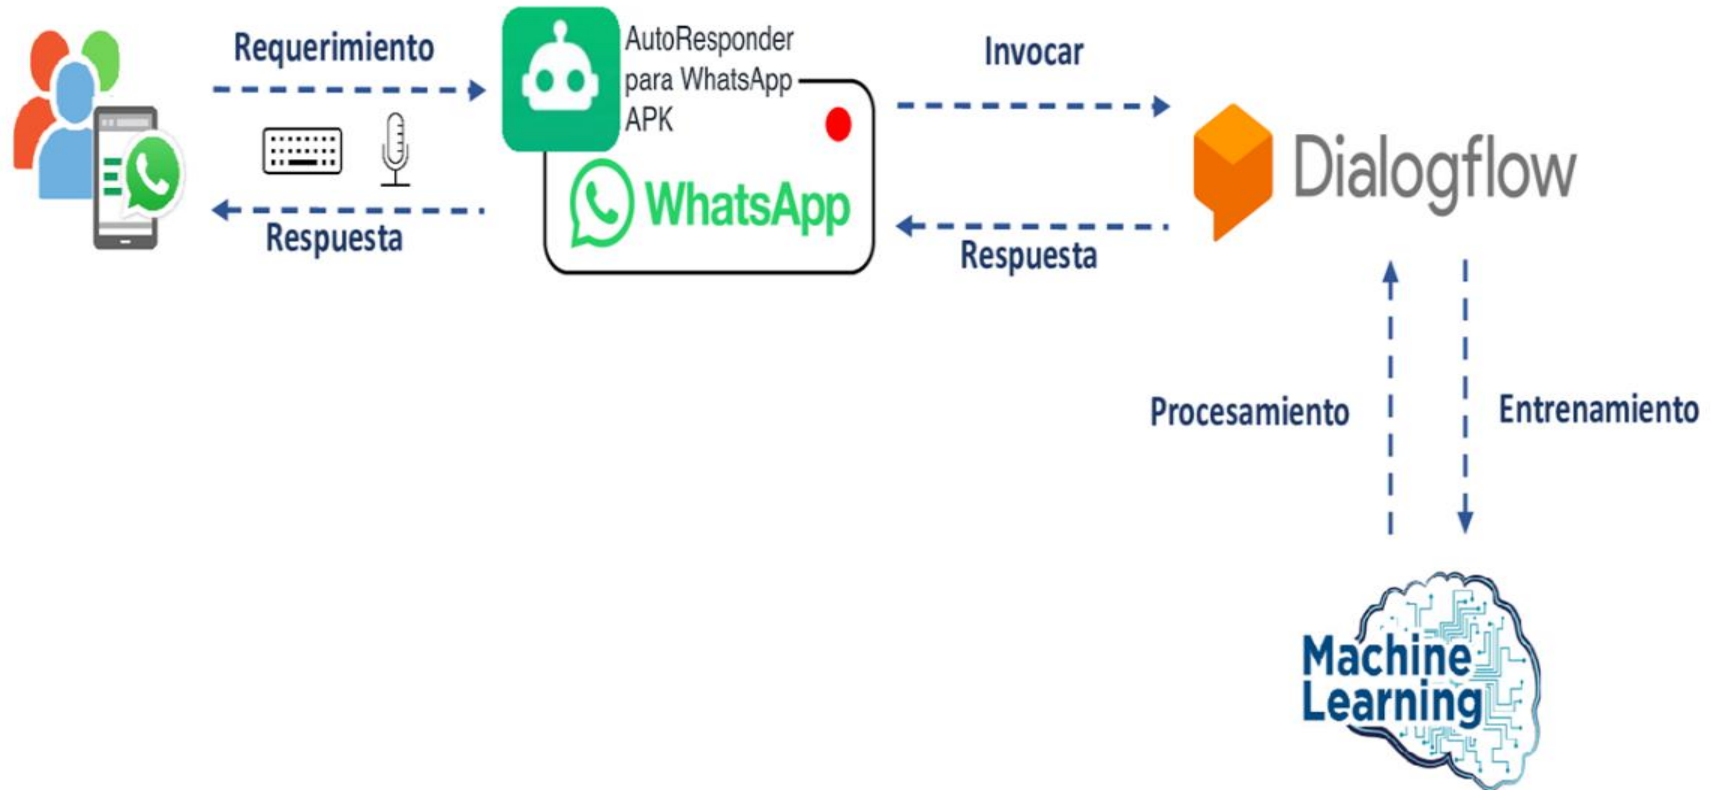 Requerimiento
AutoResponder
para WhatsApp
APK
Invocar
WhatsApp
Dialogflow
Respuesta
Respuesta
Procesamiento
Entrenamiento
Machine
Learning